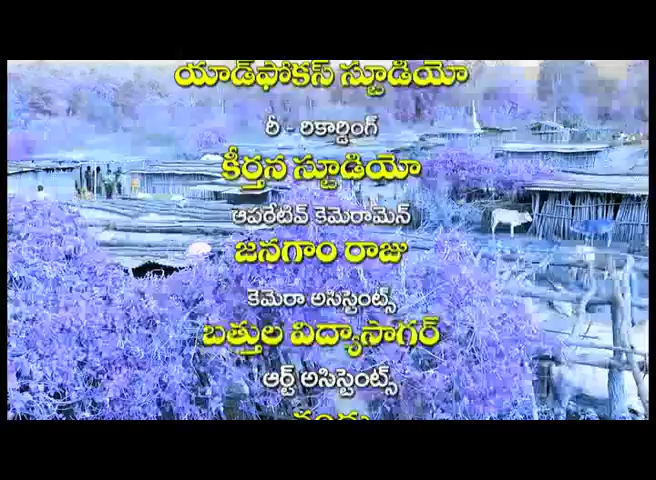 యాడ్‌ఫోకస్ స్టూడియో
రీ - రికార్డింగ్
కీర్తన స్టూడియో
ఆపరేటివ్ కెమెరామెన్
జనగాం రాజు
కెమెరా అసిస్టెంట్స్
బత్తుల విద్యాసాగర్
ఆర్ట్ అసిస్టెంట్స్